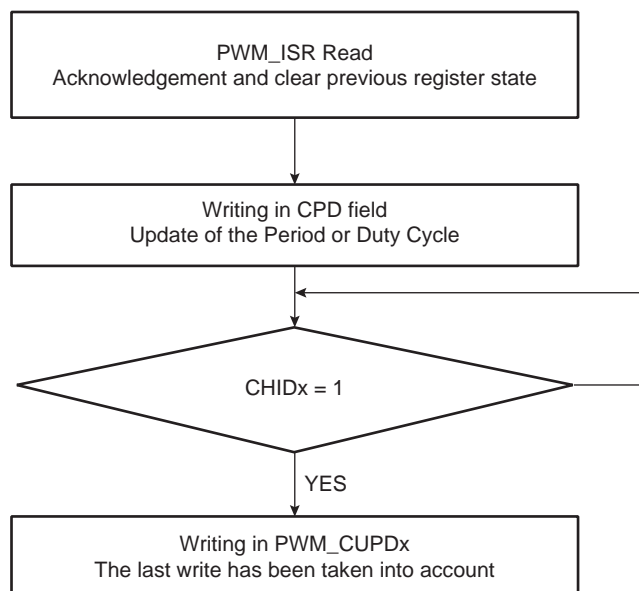 PWM_ISR Read
Acknowledgement and clear previous register state
Writing in CPD field
Update of the Period or Duty Cycle
CHIDx = 1
YES
Writing in PWM_CUPDx
The last write has been taken into account